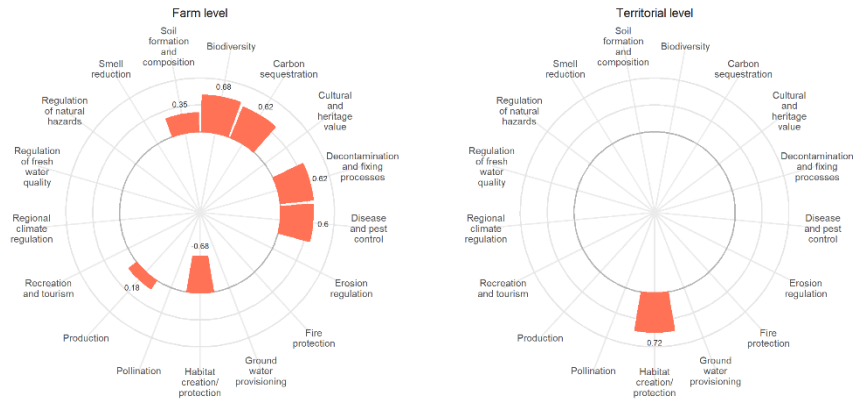 Farm level
Soil
formation
and
composition
Biodiversity
Carbon
sequestration
Cultural
and
heritage
value
Decontamination
and fixing
processes
Disease
and pest
control
Erosion
regulation
Fire
protection
Ground
water
provisioning
Habitat
creation/
protection
Pollination
Production
Recreation
and tourism
Regional
climate
regulation
Regulation
of fresh
water
quality
Regulation
of natural
hazards
Smell
reduction
0.35
0.68
0.62
0.62
0.6
-0.68
0.18
Territorial level
Soil
formation
and
composition
Biodiversity
Carbon
sequestration
Cultural
and
heritage
value
Decontamination
and fixing
processes
Disease
and pest
control
Erosion
regulation
Fire
protection
Ground
water
provisioning
Habitat
creation/
protection
Pollination
Production
Recreation
and tourism
Regional
climate
regulation
Regulation
of fresh
water
quality
Regulation
of natural
hazards
Smell
reduction
0.72